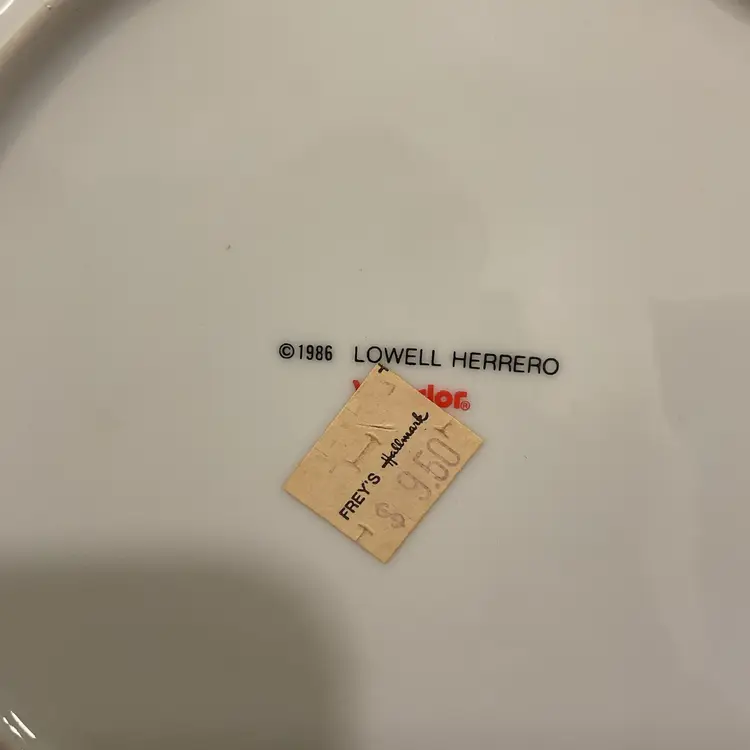 ©1986 LOWELL HERRERO
FREY'S Hallmark
$ 9.50